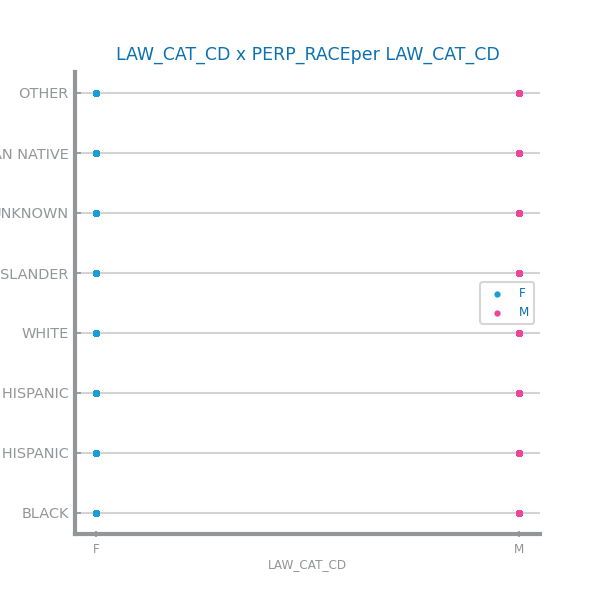 LAW_CAT_CD x PERP_RACEper LAW_CAT_CD
OTHER
AN NATIVE
UNKNOWN
SLANDER
WHITE
HISPANIC
HISPANIC
BLACK
F
M
F
M
LAW_CAT_CD